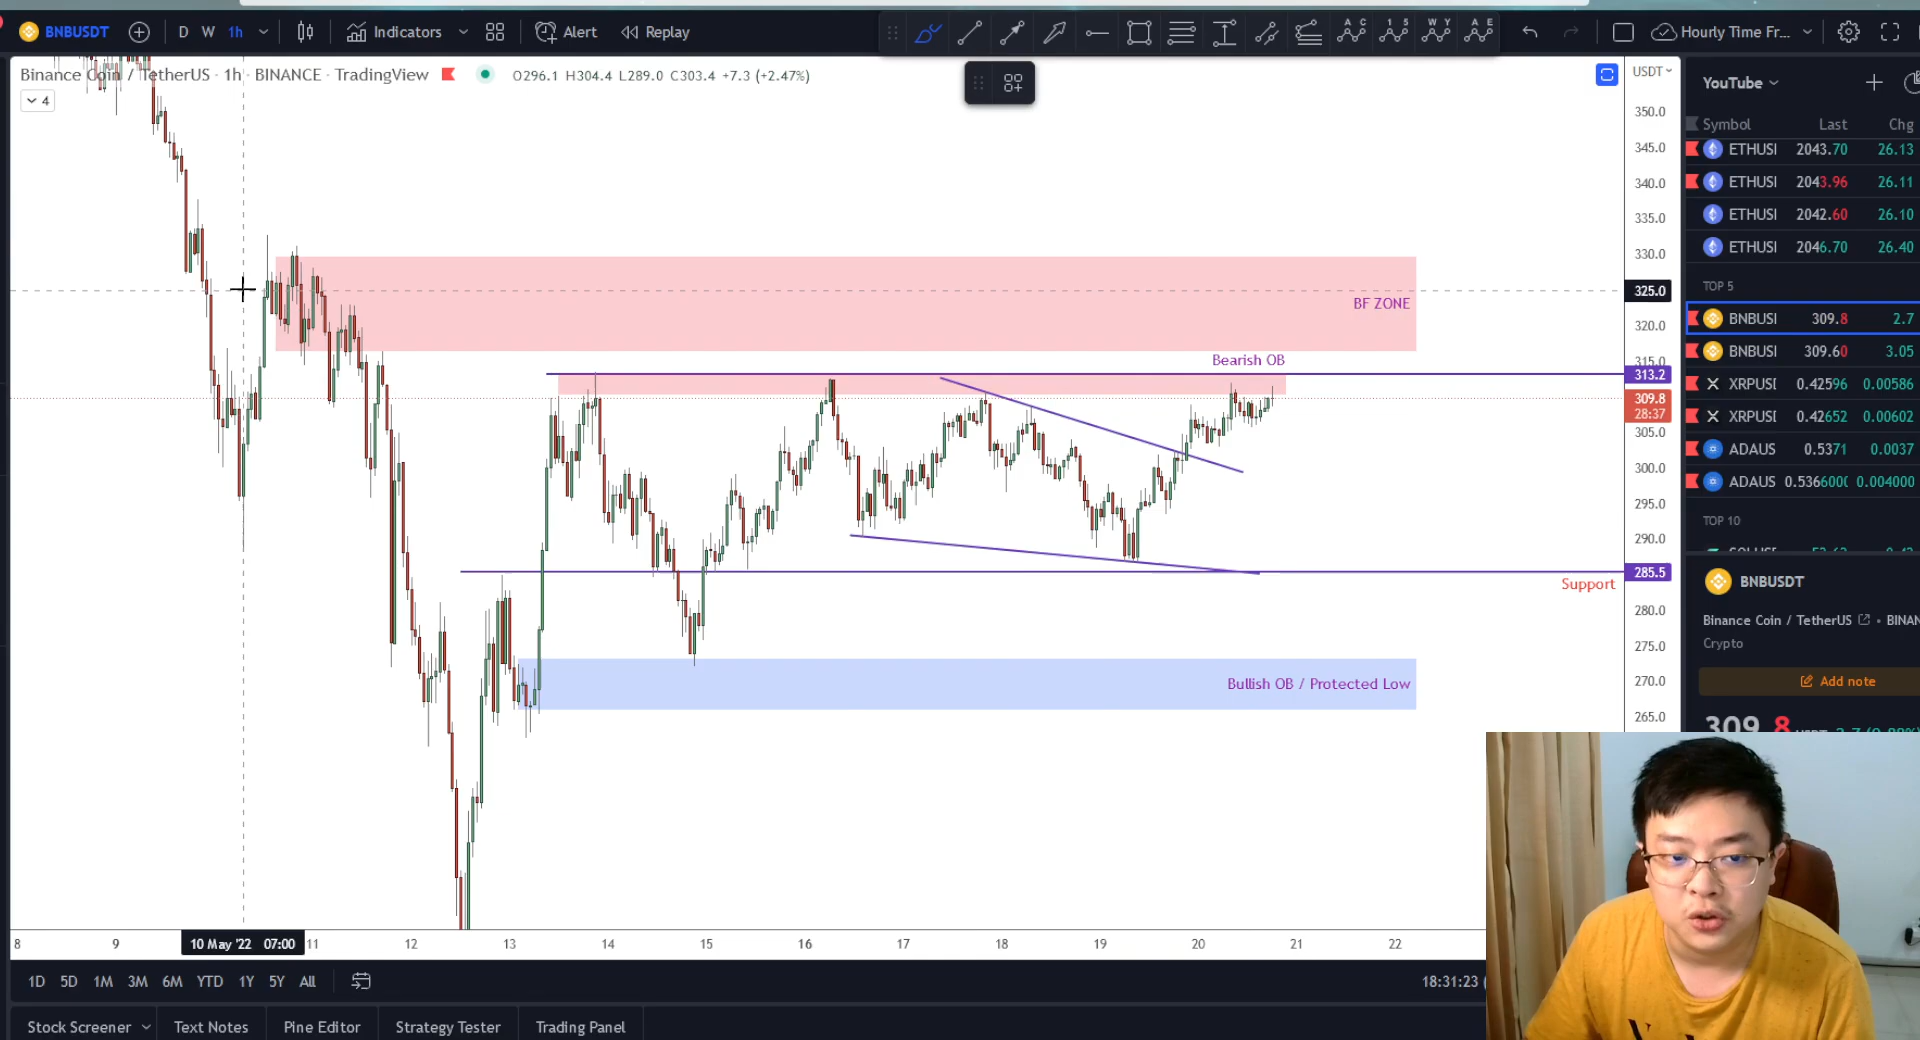 BNBUSDT D W 1h Indicators Alert Replay A C 1 5 W Y A E Hourly Time Fr...
Binance Coin / TetherUS · 1h · BINANCE · TradingView O296.1 H304.4 L289.0 C303.4 +7.3 (+2.47%)
4
USDT
350.0
345.0
340.0
335.0
330.0
325.0
320.0
315.0
313.2
309.8
28:37
305.0
300.0
295.0
290.0
285.5
280.0
275.0
270.0
265.0
BF ZONE
Bearish OB
Support
Bullish OB / Protected Low
8 9 10 May '22 07:00 11 12 13 14 15 16 17 18 19 20 21 22
1D 5D 1M 3M 6M YTD 1Y 5Y All 18:31:23 (
Stock Screener Text Notes Pine Editor Strategy Tester Trading Panel
YouTube
Symbol Last Chg
ETHUSI 2043.70 26.13
ETHUSI 2043.96 26.11
ETHUSI 2042.60 26.10
ETHUSI 2046.70 26.40
TOP 5
BNBUSI 309.8 2.7
BNBUSI 309.60 3.05
XRPUSI 0.42596 0.00586
XRPUSI 0.42652 0.00602
ADAUS 0.5371 0.0037
ADAUS 0.5366000 0.004000
TOP 10
BNBUSDT
Binance Coin / TetherUS • BINAN
Crypto
Add note
309.8